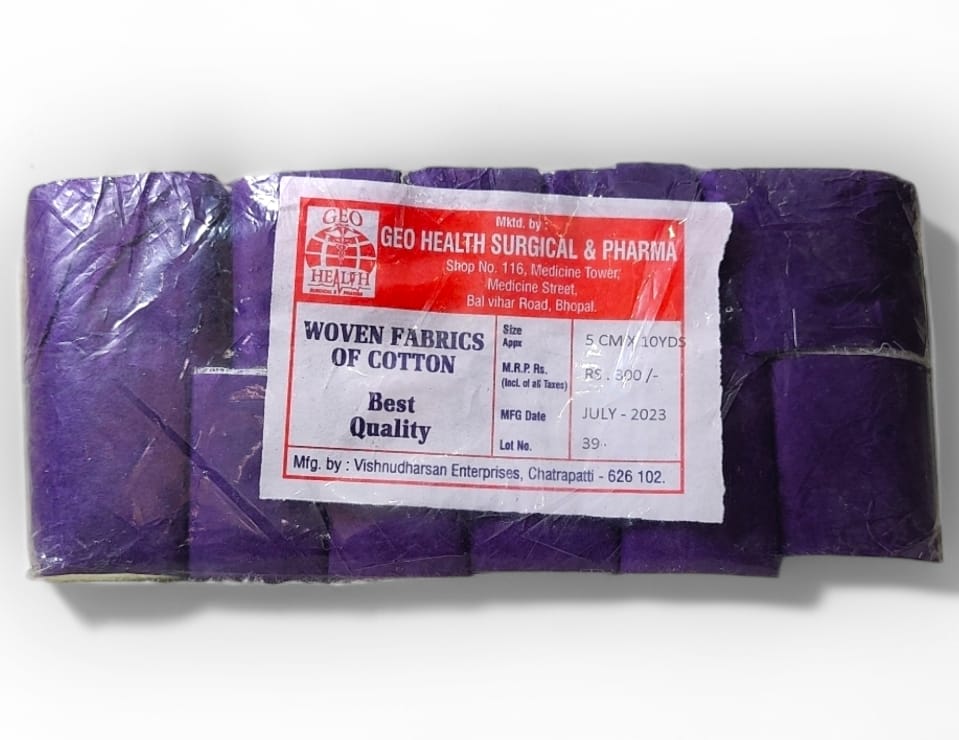 GEO
HEALTH
SURGICAL & PHARMA
Mktd. by :
GEO HEALTH SURGICAL & PHARMA
Shop No. 116, Medicine Tower,
Medicine Street,
Bal vihar Road, Bhopal.
WOVEN FABRICS
OF COTTON
Best
Quality
Size
Appx
5 CM X 10YDS
M.R.P. Rs.
(Incl. of all Taxes)
RS . 300 /-
MFG Date
JULY - 2023
Lot No.
39
Mfg. by : Vishnudharsan Enterprises, Chatrapatti - 626 102.